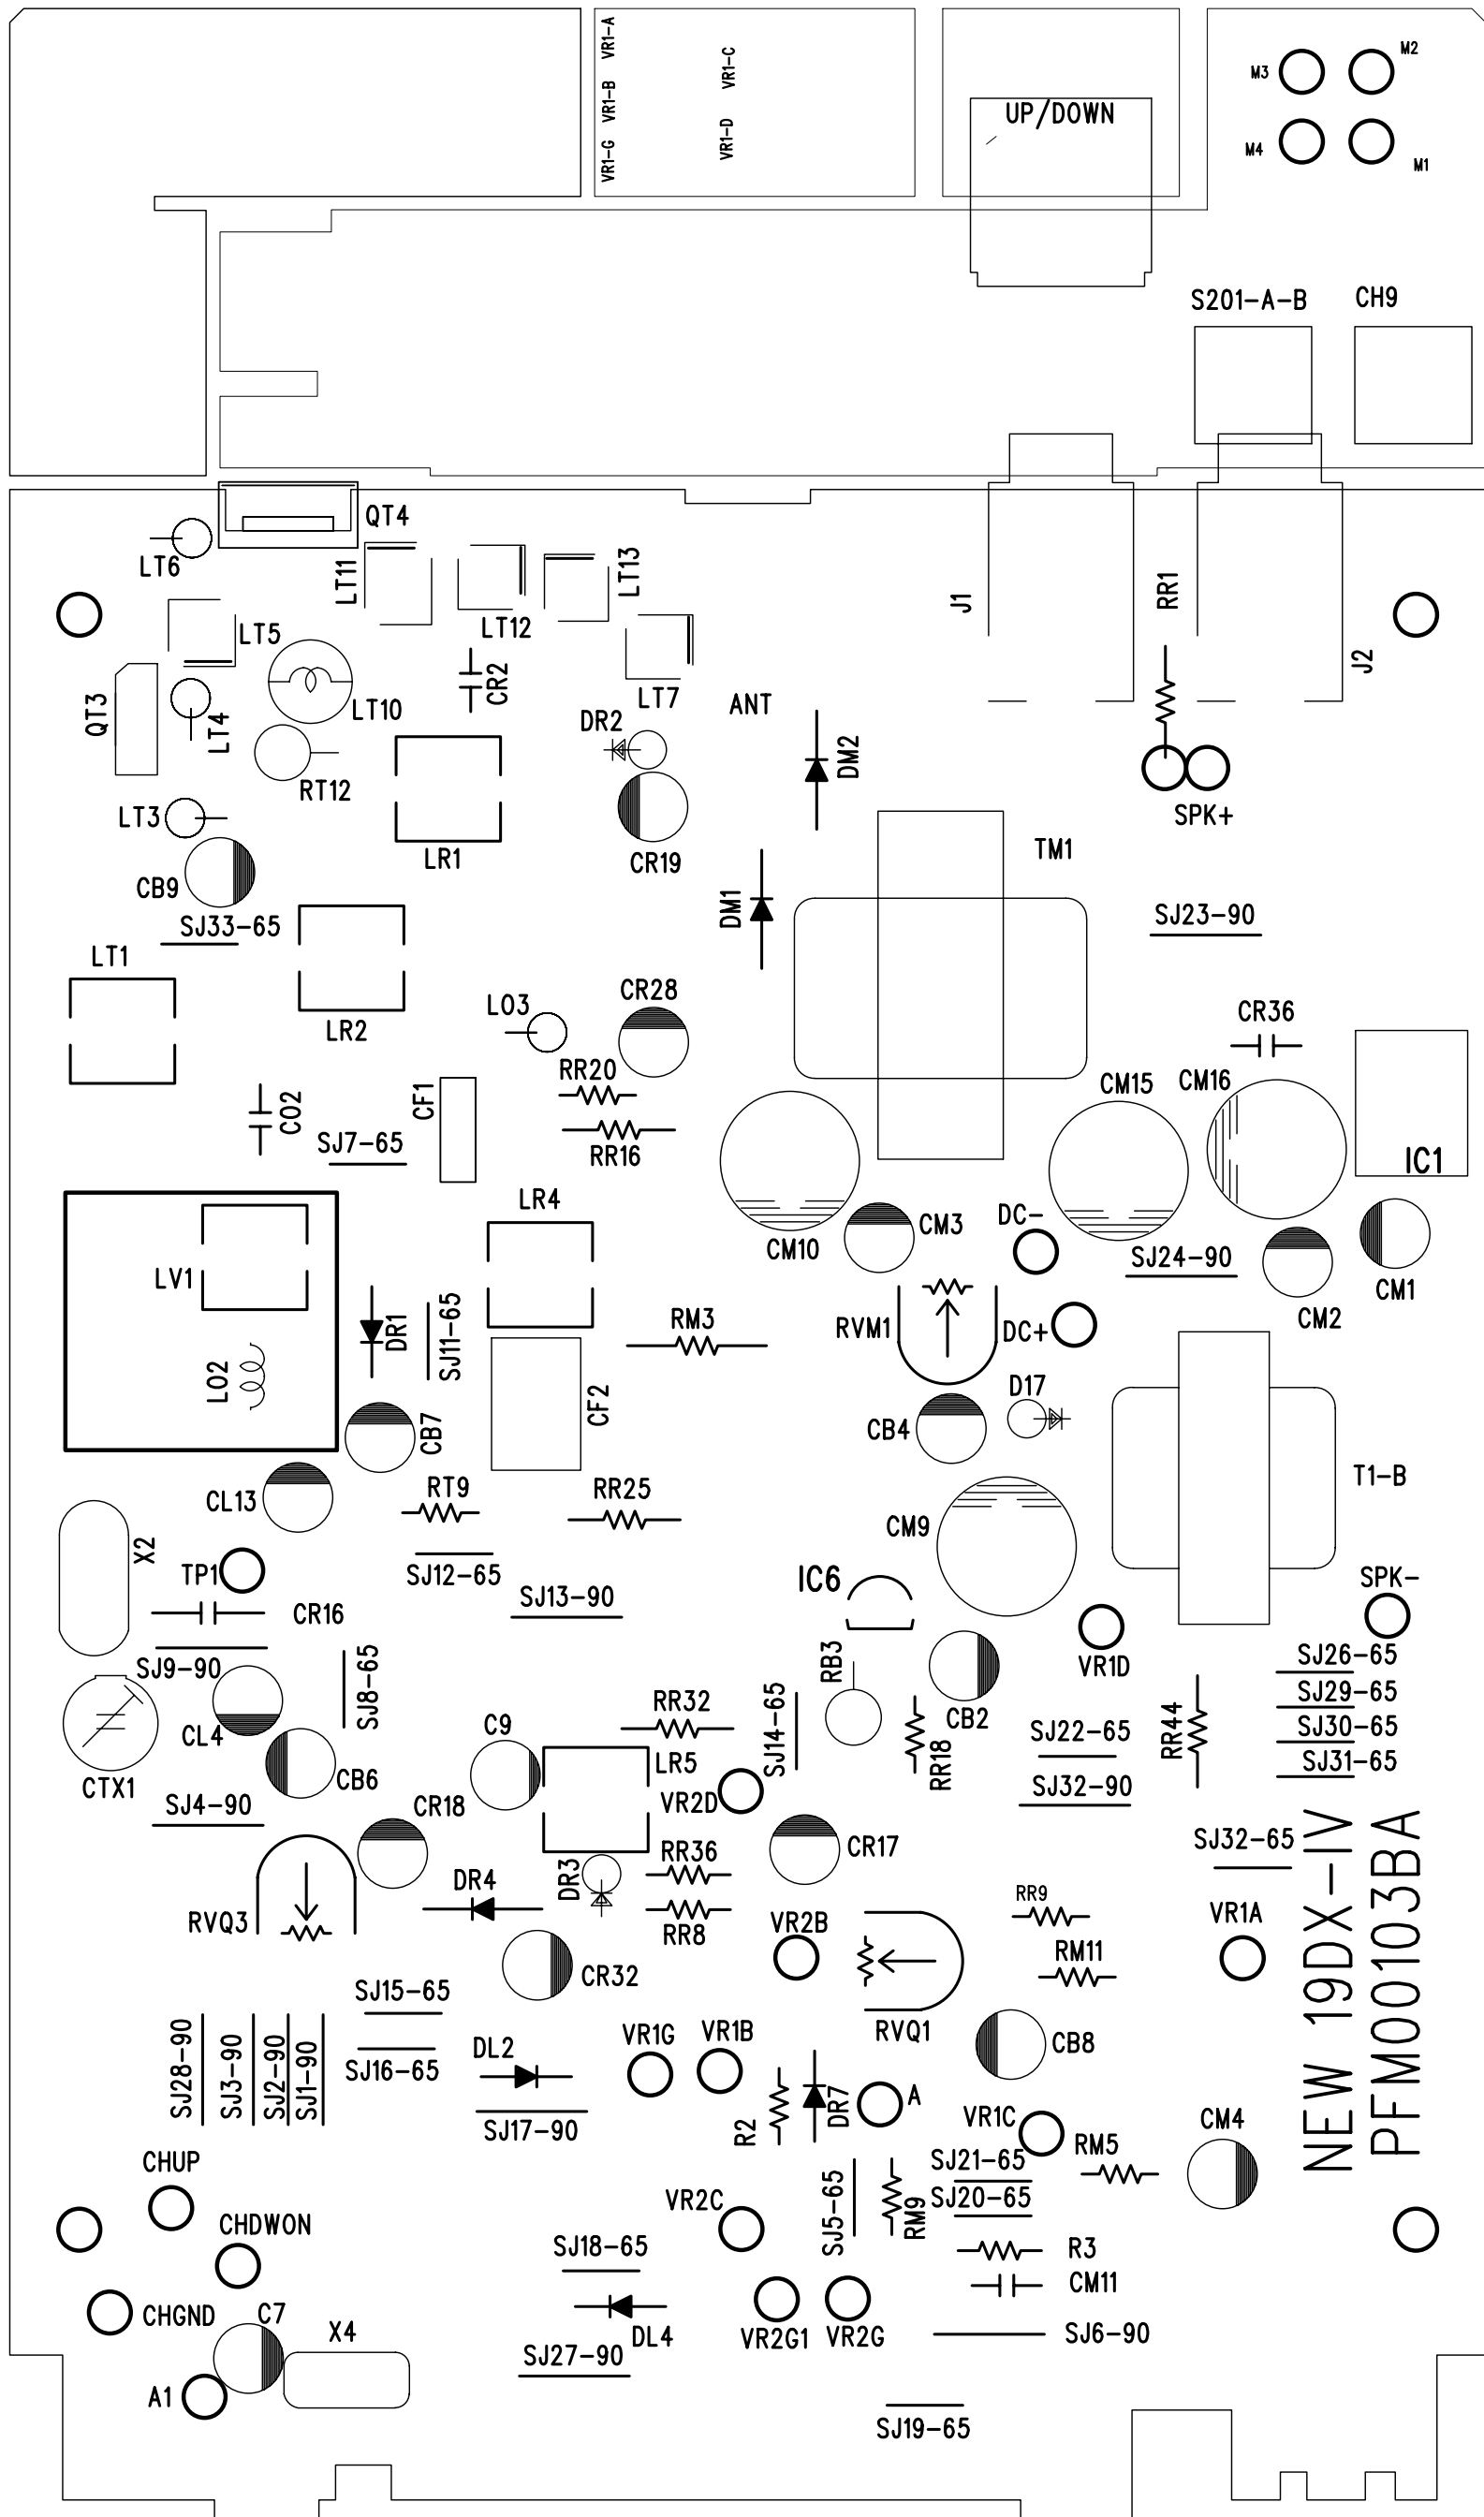 VR1-A
VR1-B
VR1-G
VR1-C
VR1-D
UP/DOWN
M3
M2
M4
M1
S201-A-B
CH9
QT4
LT6
LT11
LT12
LT13
J1
RR1
J2
LT5
LT7
CR2
QT3
LT4
LT10
ANT
DR2
DM2
RT12
LT3
LR1
CR19
SPK+
TM1
CB9
SJ33-65
DM1
SJ23-90
LT1
LR2
LO3
CR28
CR36
RR20
CM15
CM16
CO2
CF1
SJ7-65
RR16
IC1
LR4
CM10
CM3
DC-
SJ24-90
CM2
CM1
LV1
DR1
SJ11-65
RM3
RVM1
DC+
LO2
CF2
D17
CB7
CB4
T1-B
CL13
RT9
RR25
CM9
X2
TP1
SJ12-65
IC6
SPK-
CR16
SJ13-90
SJ9-90
SJ8-65
RB3
VR1D
SJ26-65
SJ29-65
SJ30-65
SJ31-65
CL4
C9
RR32
SJ14-65
RR18
CB2
SJ22-65
RR44
CTX1
CB6
LR5
VR2D
SJ32-90
SJ4-90
CR18
CR17
SJ32-65
DR4
DR3
RR36
RR8
RVQ3
VR2B
RR9
VR1A
CR32
RM11
NEW 19DX-IV
PFM00103BA
SJ15-65
RVQ1
CB8
SJ28-90
SJ3-90
SJ2-90
SJ1-90
SJ16-65
DL2
VR1G
VR1B
SJ17-90
R2
DR7
A
VR1C
CM4
CHUP
RM5
SJ21-65
SJ20-65
VR2C
SJ5-65
RM9
CHDWON
SJ18-65
R3
CM11
CHGND
C7
X4
DL4
VR2G1
VR2G
SJ6-90
SJ27-90
A1
SJ19-65